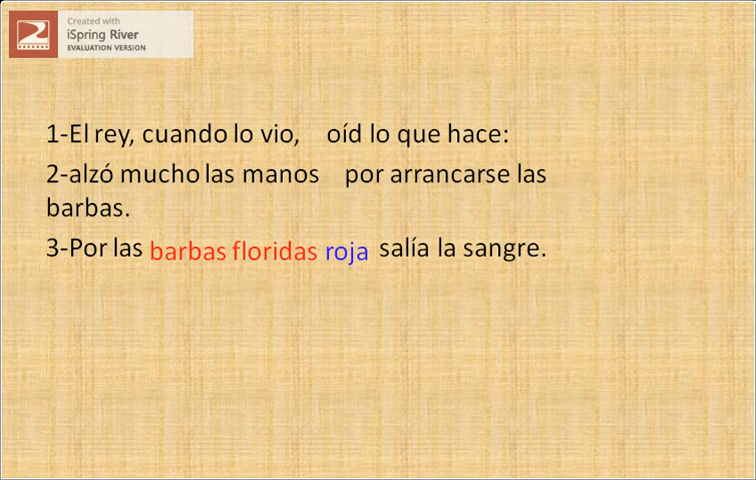 Created with
iSpring River
EVALUATION VERSION
1-El rey, cuando lo vio, oíd lo que hace:
2-alzó mucho las manos por arrancarse las
barbas.
3-Por las barbas floridas roja salía la sangre.